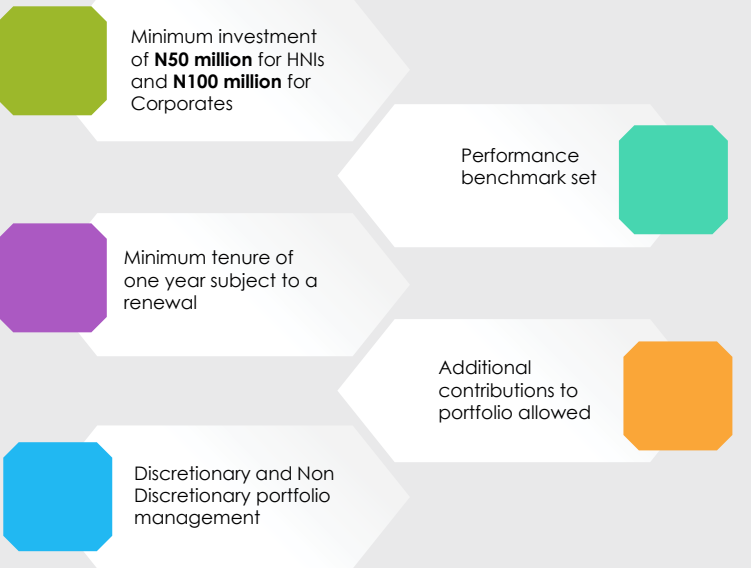 Minimum investment
of N50 million for HNIs
and N100 million for
Corporates
Performance
benchmark set
Minimum tenure of
one year subject to a
renewal
Additional
contributions to
portfolio allowed
Discretionary and Non
Discretionary portfolio
management